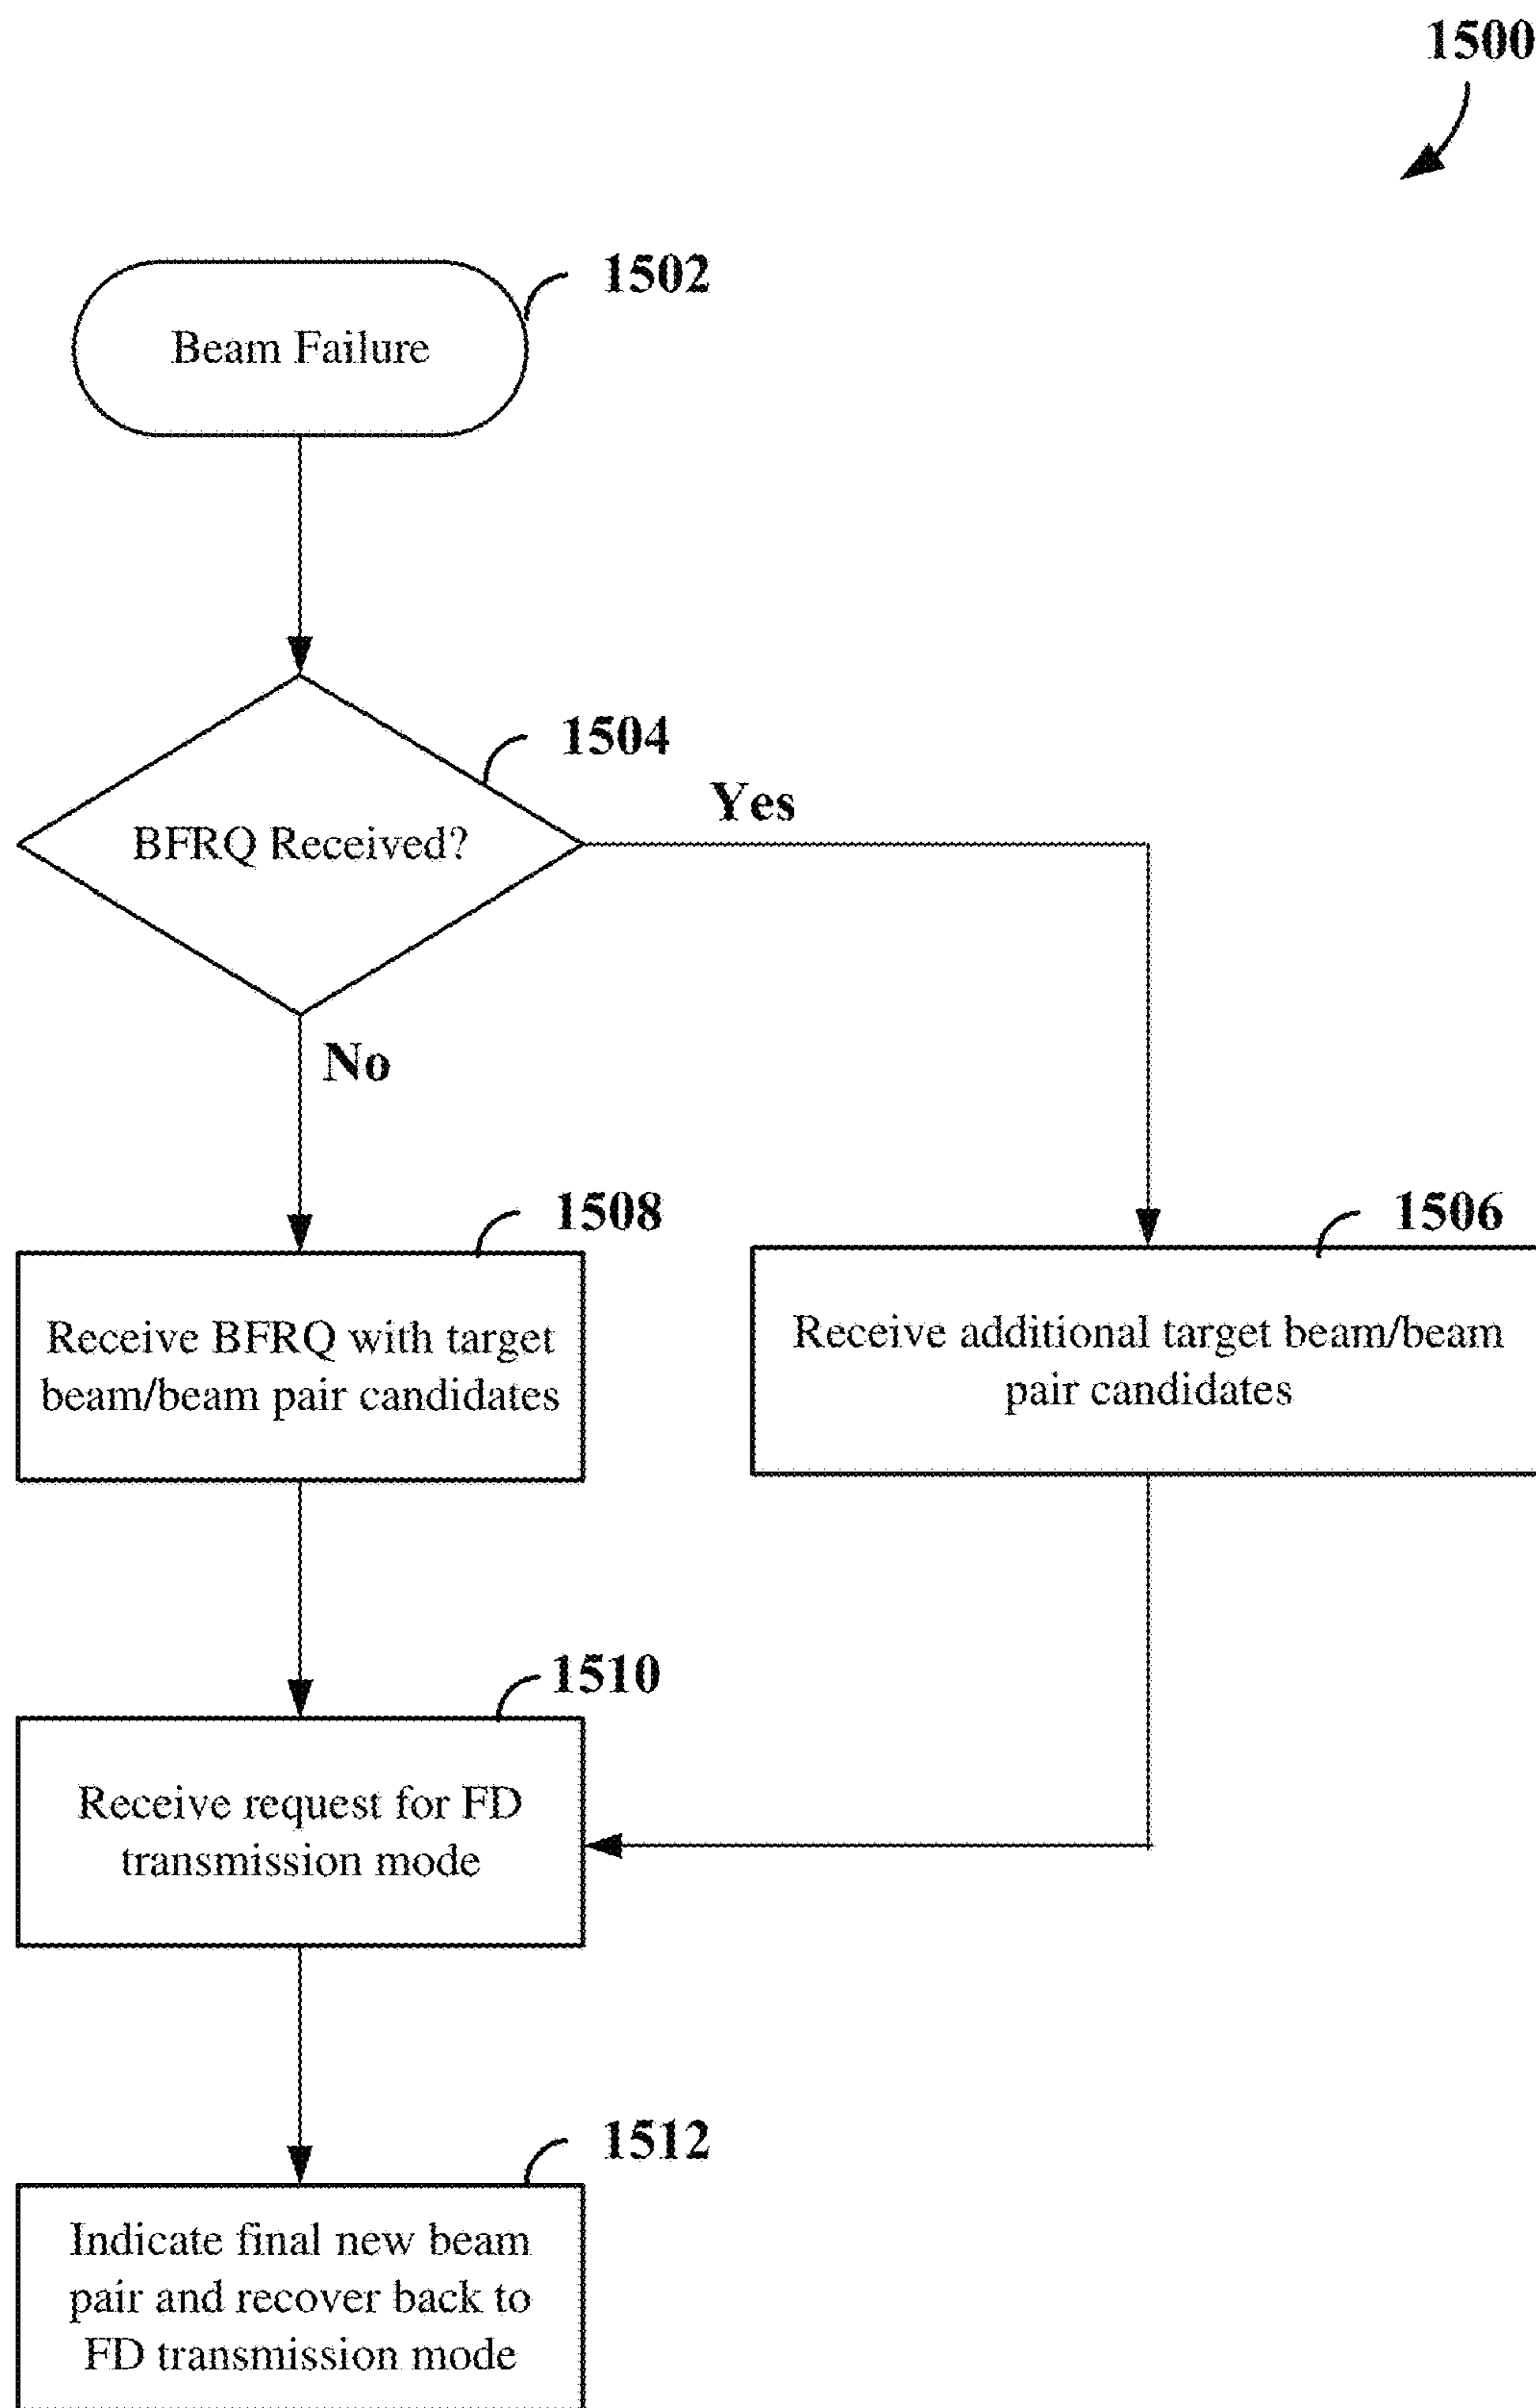 1500
1502
Beam Failure
1504
Yes
BFRQ Received?
No
1508
1506
Receive BFRQ with target
beam/beam pair candidates
Receive additional target beam/beam
pair candidates
1510
Receive request for FD
transmission mode
1512
Indicate final new beam
pair and recover back to
FD transmission mode